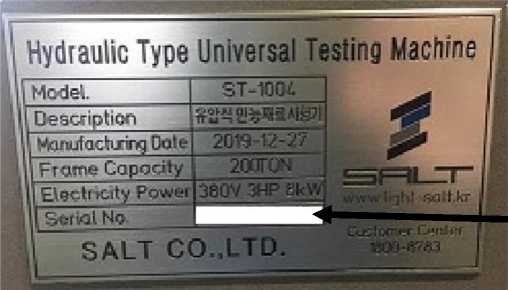 Hydraulic Type Universal Testing Machine
Model. ST-1004
Description 유압식 만능재료시험기
Manufacturing Date 2019-12-27
Frame Capacity 200TON
Electricity Power 380V 3HP 8kW
Serial No.
SALT CO.,LTD.
SALT
www.light-salt.kr
Customer Center
1800-8783